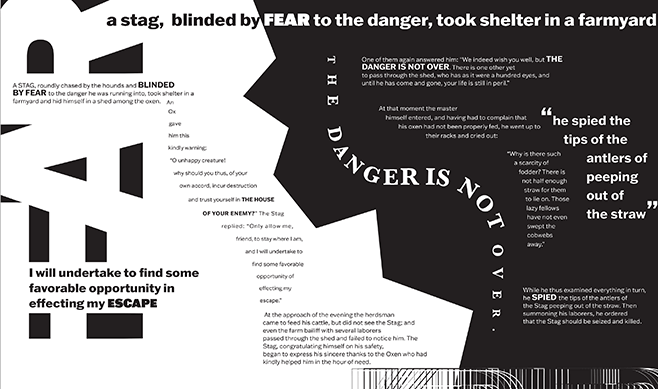 a stag, blinded by FEAR to the danger, took shelter in a farmyard
FEAR
A STAG, roundly chased by the hounds and BLINDED
BY FEAR to the danger he was running into, took shelter in a
farmyard and hid himself in a shed among the oxen. An
Ox
gave
him this
kindly warning:
"O unhappy creature!
why should you thus, of your
own accord, incur destruction
and trust yourself in THE HOUSE
OF YOUR ENEMY?" The Stag
replied: "Only allow me,
friend, to stay where I am,
and I will undertake to
find some favorable
opportunity of
effecting my
escape."
I will undertake to find some
favorable opportunity in
effecting my ESCAPE
At the approach of the evening the herdsman
came to feed his cattle, but did not see the Stag; and
even the farm bailiff with several laborers
passed through the shed and failed to notice him. The
Stag, congratulating himself on his safety,
began to express his sincere thanks to the Oxen who had
kindly helped him in the hour of need.
One of them again answered him: "We indeed wish you well, but THE
DANGER IS NOT OVER. There is one other yet
to pass through the shed, who has as it were a hundred eyes, and
until he has come and gone, your life is still in peril."
THE DANGER IS NOT OVER.
At that moment the master
himself entered, and having had to complain that
his oxen had not been properly fed, he went up to
their racks and cried out:
"Why is there such
a scarcity of
fodder? There is
not half enough
straw for them
to lie on. Those
lazy fellows
have not even
swept the
cobwebs
away."
“he spied the
tips of the
antlers of
peeping
out of
the straw”
While he thus examined everything in turn,
he SPIED the tips of the antlers of
the Stag peeping out of the straw. Then
summoning his laborers, he ordered
that the Stag should be seized and killed.